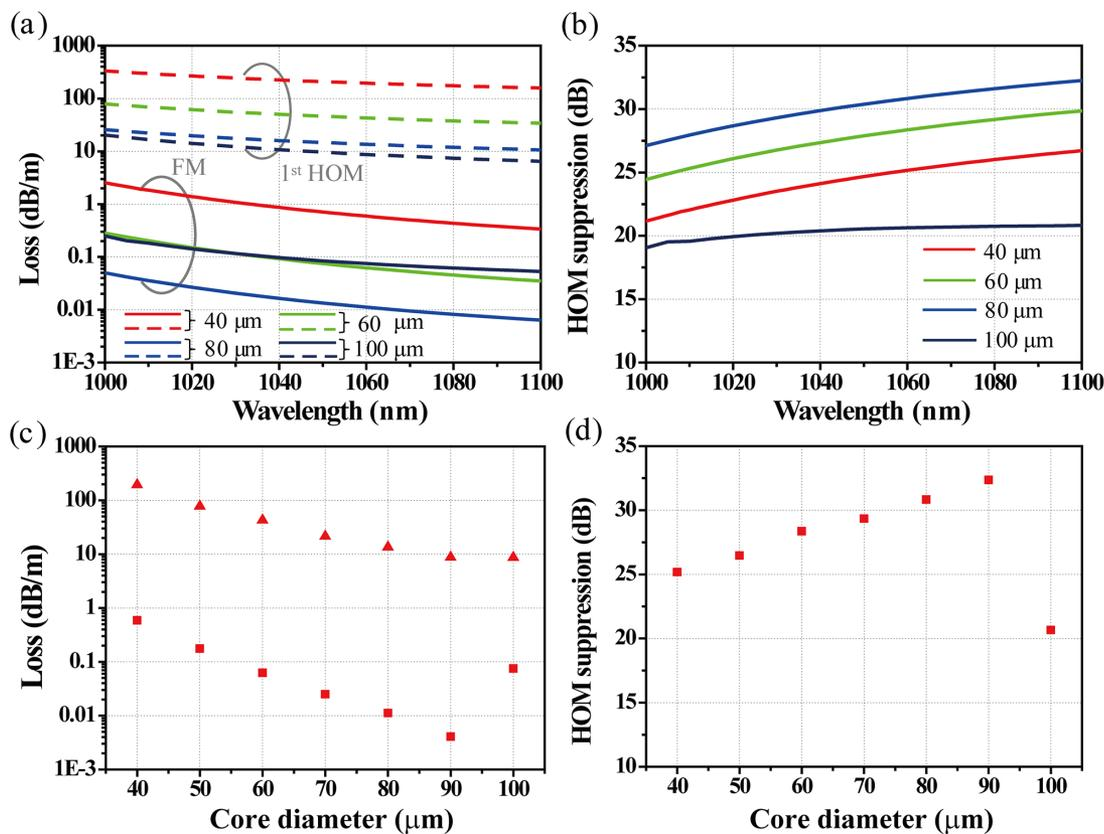 (a)
1000
100
10
1
0.1
0.01
1E-3
Loss (dB/m)
FM
1st HOM
40 μm
60 μm
80 μm
100 μm
1000 1020 1040 1060 1080 1100
Wavelength (nm)
(b)
35
30
25
20
15
10
HOM suppression (dB)
40 μm
60 μm
80 μm
100 μm
1000 1020 1040 1060 1080 1100
Wavelength (nm)
(c)
1000
100
10
1
0.1
0.01
1E-3
Loss (dB/m)
40 50 60 70 80 90 100
Core diameter (μm)
(d)
35
30
25
20
15
10
HOM suppression (dB)
40 50 60 70 80 90 100
Core diameter (μm)